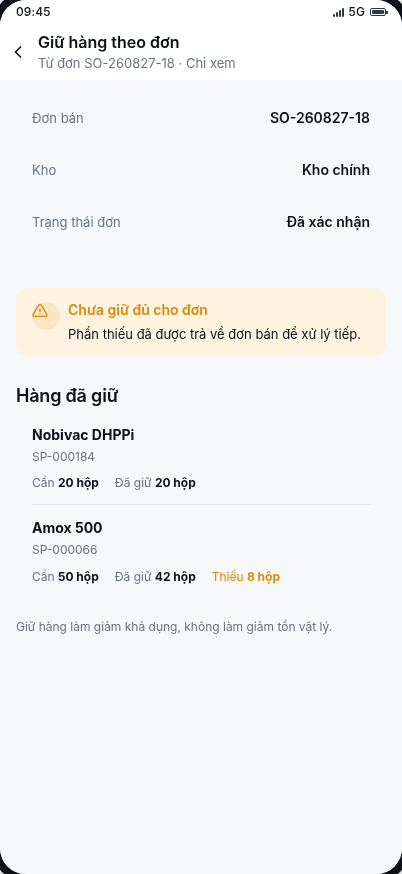 09:45
5G
Giữ hàng theo đơn
Từ đơn SO-260827-18 · Chỉ xem
Đơn bán
SO-260827-18
Kho
Kho chính
Trạng thái đơn
Đã xác nhận
Chưa giữ đủ cho đơn
Phần thiếu đã được trả về đơn bán để xử lý tiếp.
Hàng đã giữ
Nobivac DHPPi
SP-000184
Cần 20 hộp Đã giữ 20 hộp
Amox 500
SP-000066
Cần 50 hộp Đã giữ 42 hộp Thiếu 8 hộp
Giữ hàng làm giảm khả dụng, không làm giảm tồn vật lý.